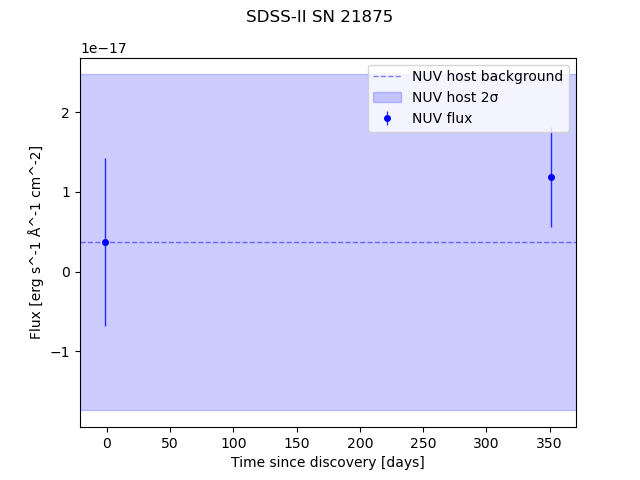 SDSS-II SN 21875
1e−17
NUV host background
NUV host 2σ
NUV flux
2
1
0
−1
Flux [erg s^-1 Å^-1 cm^-2]
0 50 100 150 200 250 300 350
Time since discovery [days]